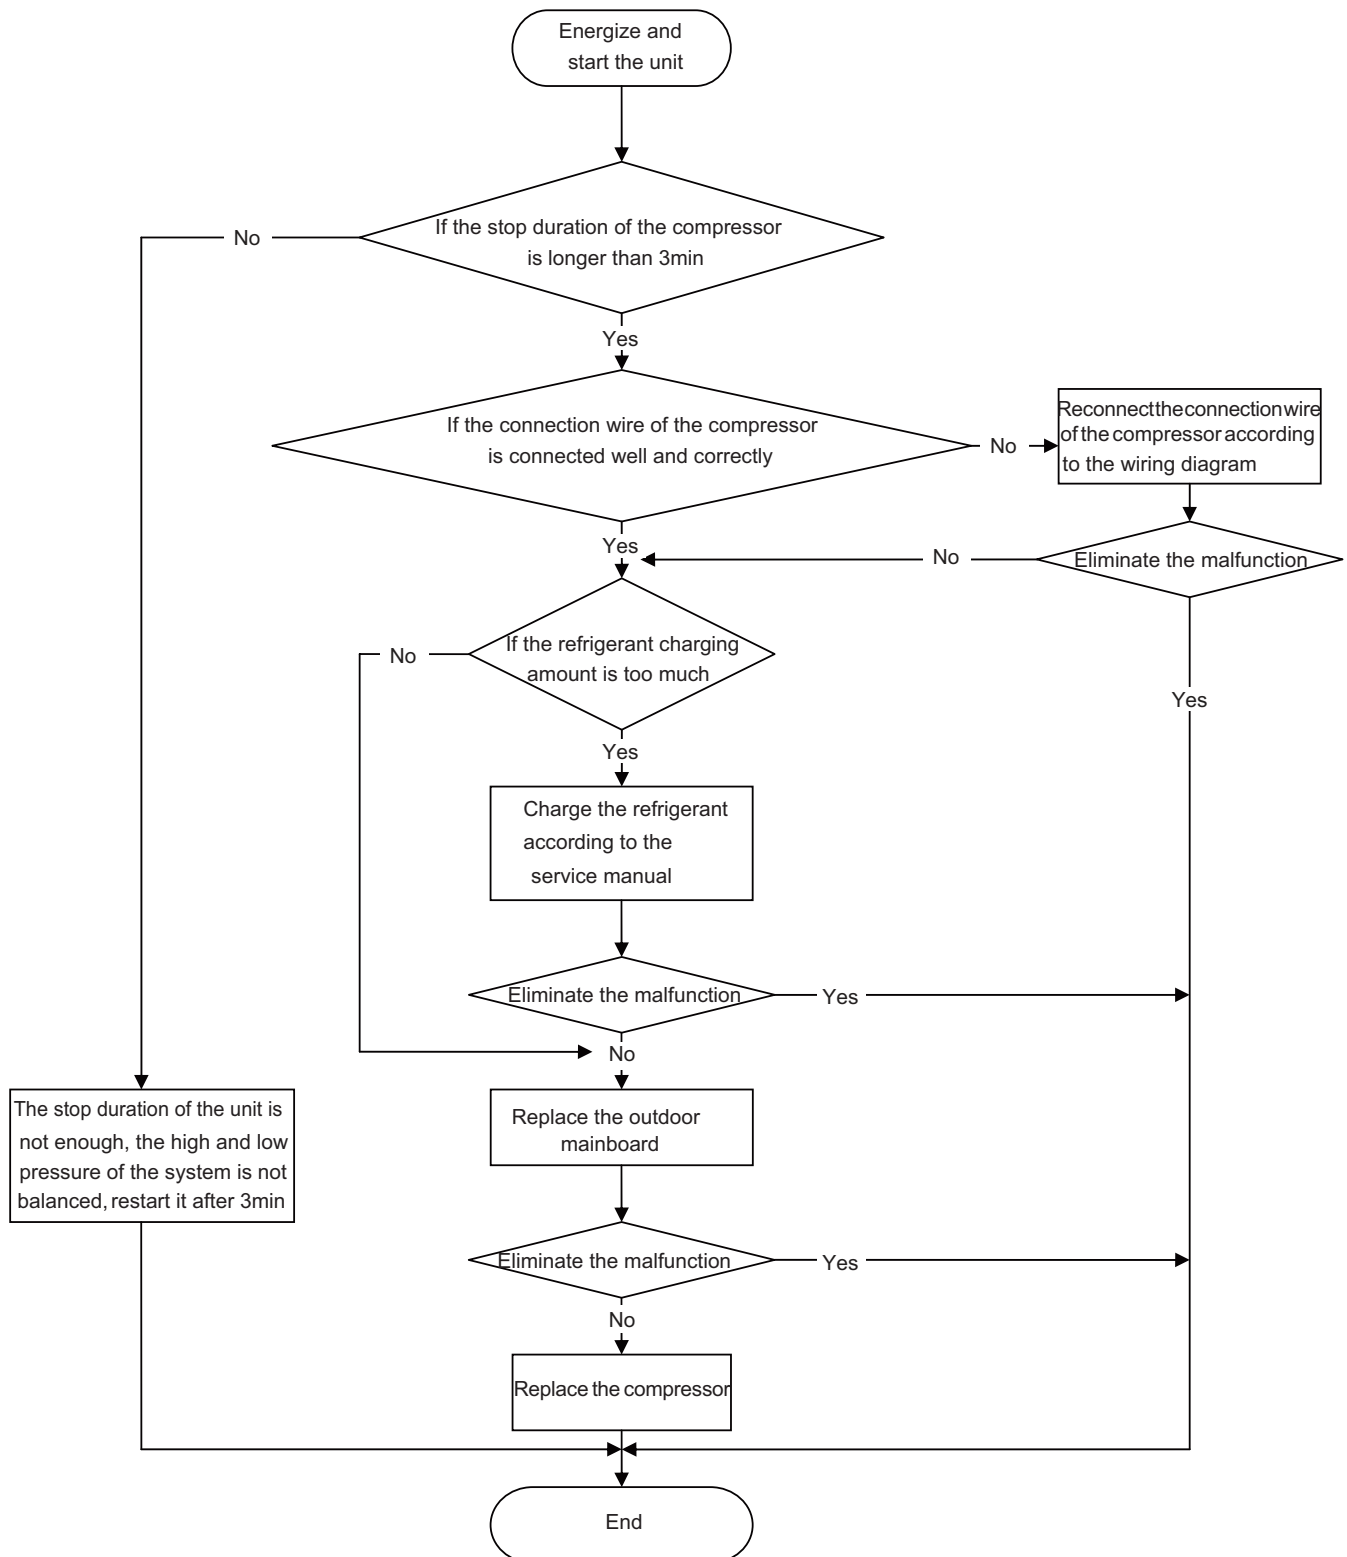 Energize and
start the unit
If the stop duration of the compressor
is longer than 3min
No
Yes
If the connection wire of the compressor
is connected well and correctly
No
Reconnect the connection wire
of the compressor according
to the wiring diagram
Yes
No
Eliminate the malfunction
If the refrigerant charging
amount is too much
No
Yes
Yes
Charge the refrigerant
according to the
service manual
Eliminate the malfunction
Yes
No
The stop duration of the unit is
not enough, the high and low
pressure of the system is not
balanced, restart it after 3min
Replace the outdoor
mainboard
Eliminate the malfunction
Yes
No
Replace the compressor
End